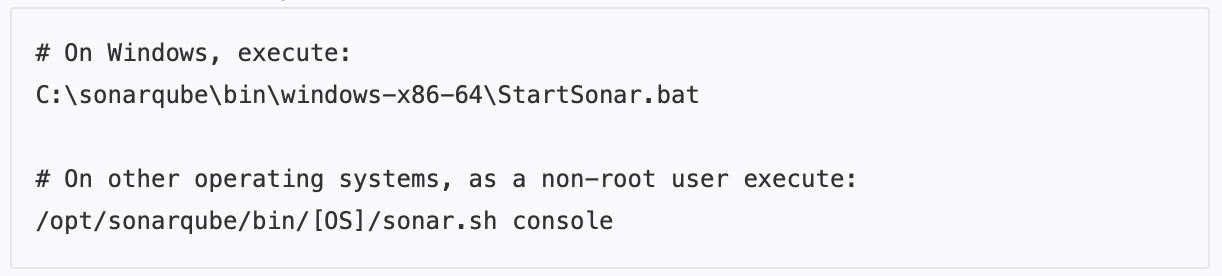 # On Windows, execute:
C:\sonarqube\bin\windows-x86-64\StartSonar.bat
# On other operating systems, as a non-root user execute:
/opt/sonarqube/bin/[OS]/sonar.sh console